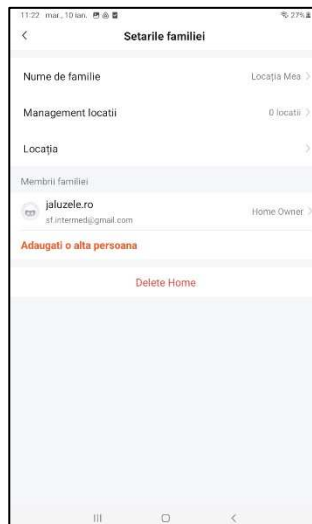 11:22 mar., 10 ian. 27%
Setarile familiei
Nume de familie Locația Mea
Management locatii 0 locatii
Locația
Membrii familiei
jaluzele.ro Home Owner
sf.intermed@gmail.com
Adaugati o alta persoana
Delete Home